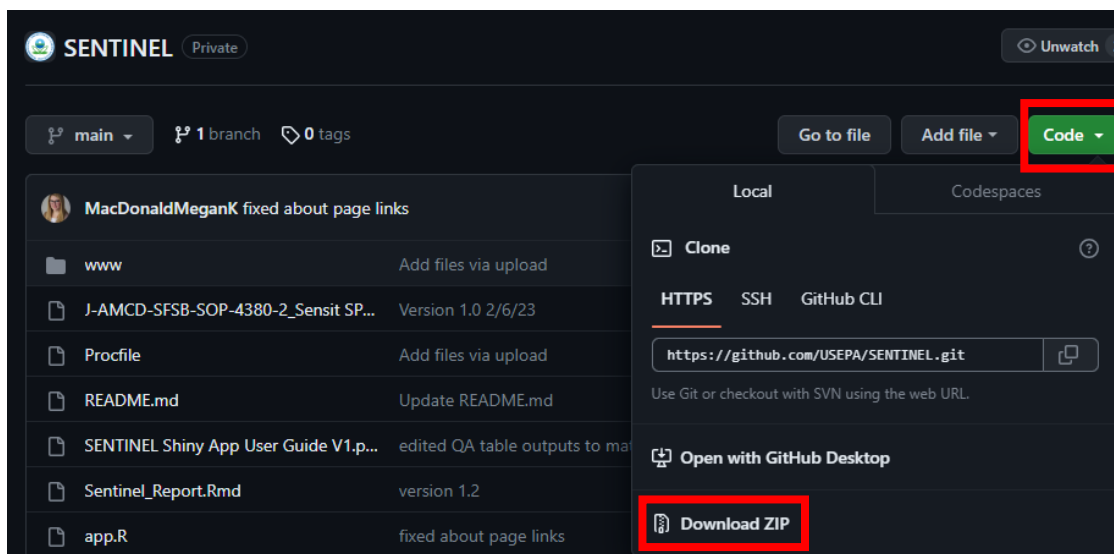 SENTINEL Private
Unwatch
main 1 branch 0 tags
Go to file Add file Code
MacDonaldMeganK fixed about page links
www Add files via upload
J-AMCD-SFSB-SOP-4380-2_Sensit SP... Version 1.0 2/6/23
Procfile Add files via upload
README.md Update README.md
SENTINEL Shiny App User Guide V1.p... edited QA table outputs to mat
Sentinel_Report.Rmd version 1.2
app.R fixed about page links
Local Codespaces
Clone
HTTPS SSH GitHub CLI
https://github.com/USEPA/SENTINEL.git
Use Git or checkout with SVN using the web URL.
Open with GitHub Desktop
Download ZIP